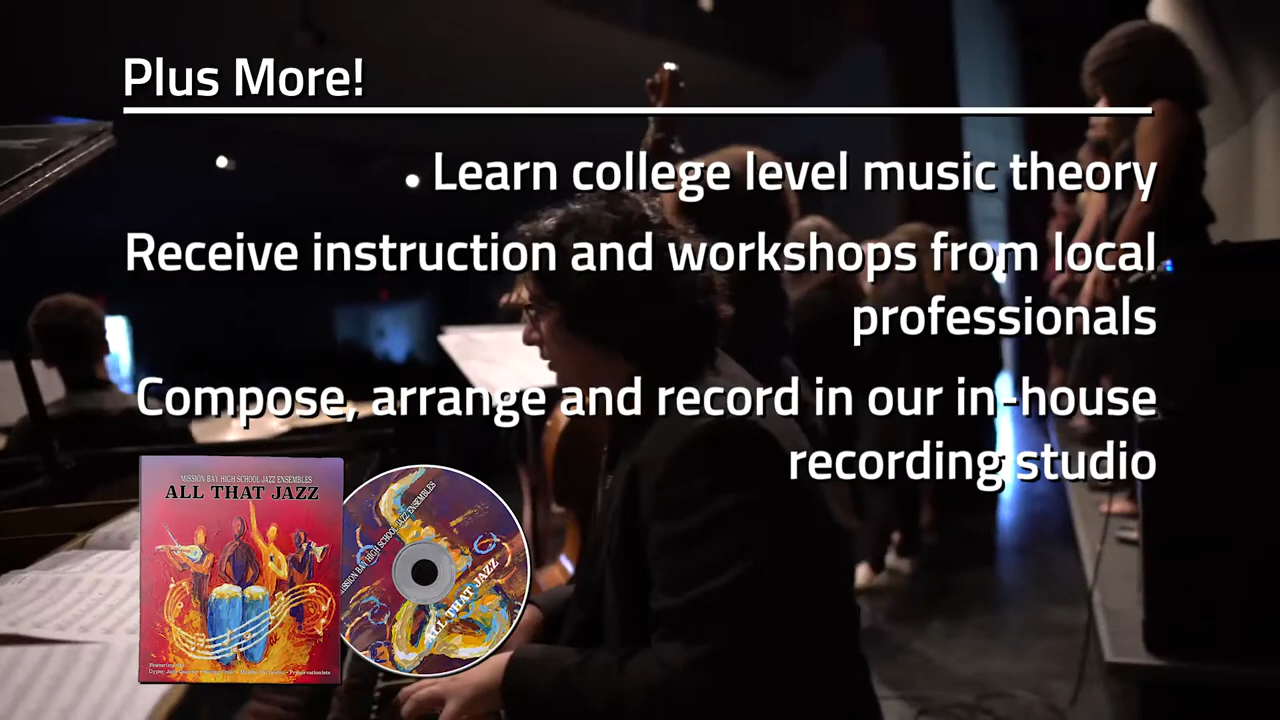 Plus More!
• Learn college level music theory
Receive instruction and workshops from local
professionals
Compose, arrange and record in our in-house
recording studio
MISSION BAY HIGH SCHOOL JAZZ ENSEMBLES
ALL THAT JAZZ
Featuring
Preservationists
MISSION BAY HIGH SCHOOL JAZZ ENSEMBLES
ALL THAT JAZZ